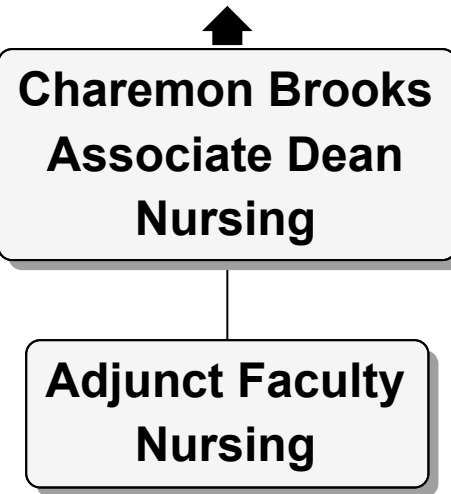 Charemon Brooks
Associate Dean
Nursing
Adjunct Faculty
Nursing